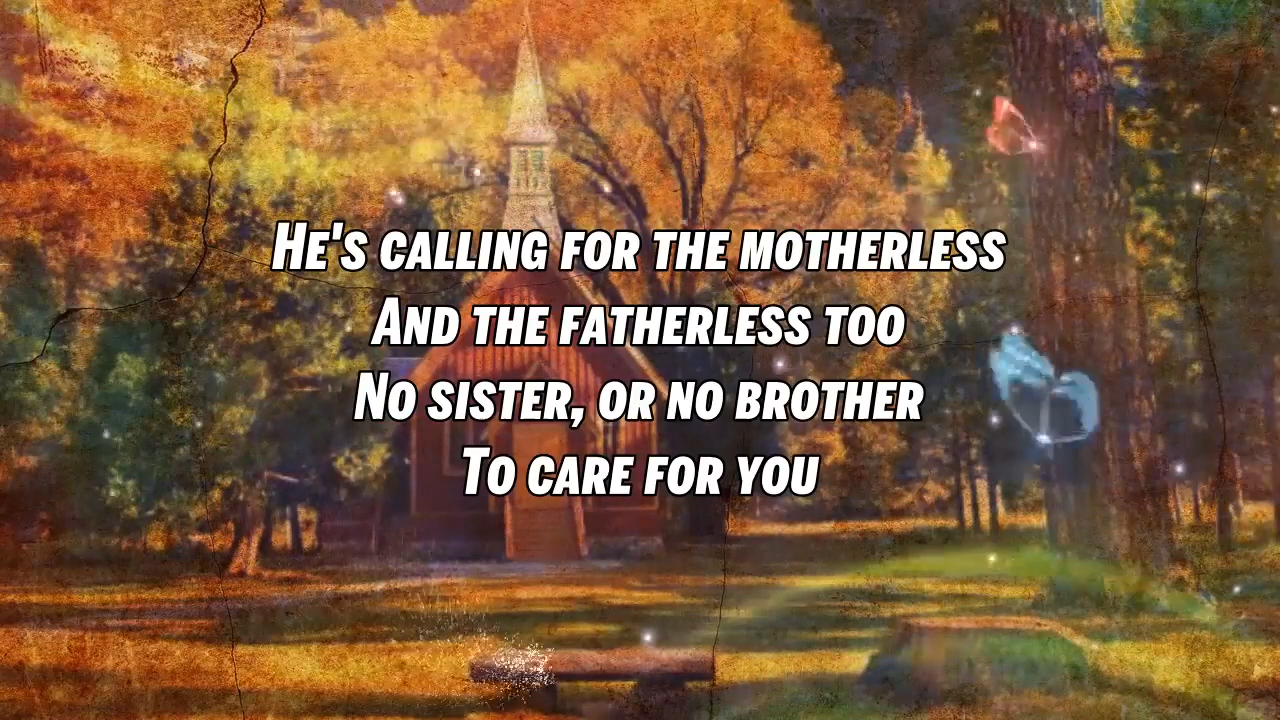 He's calling for the motherless
And the fatherless too
No sister, or no brother
To care for you